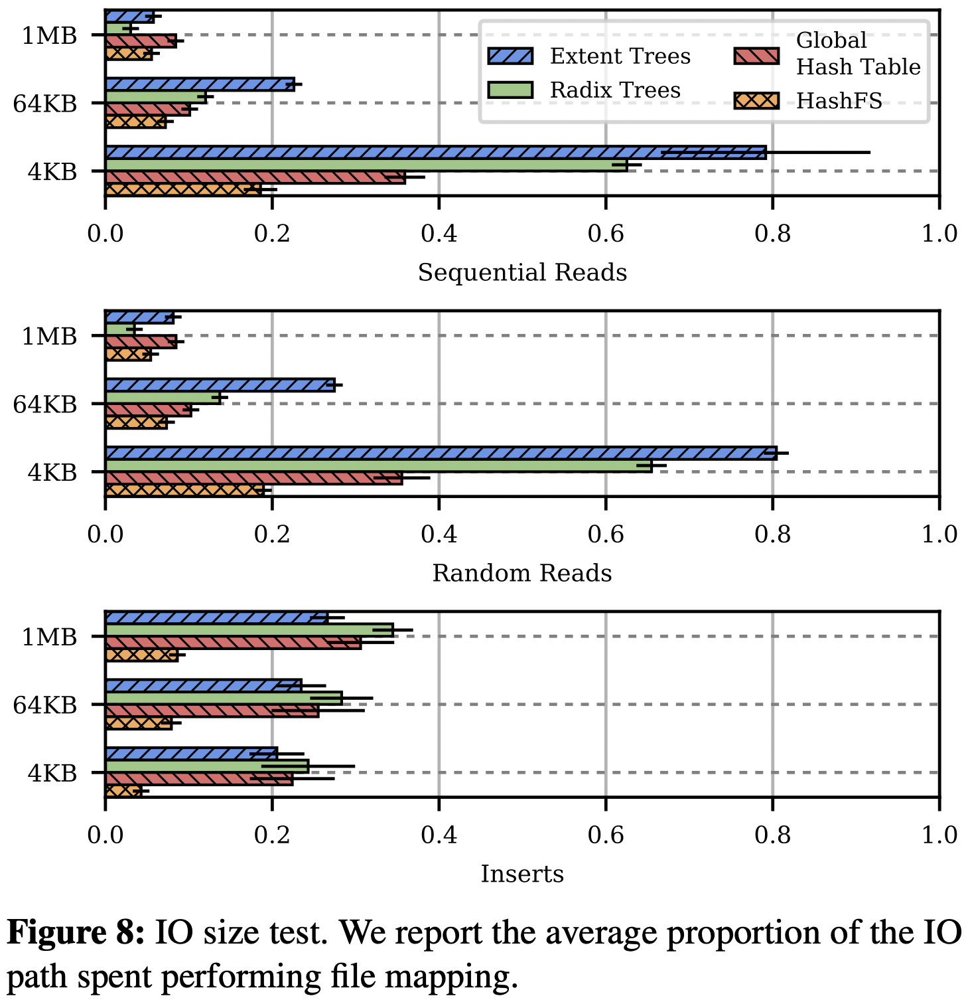 1MB
64KB
4KB
Extent Trees
Radix Trees
Global
Hash Table
HashFS
0.0 0.2 0.4 0.6 0.8 1.0
Sequential Reads
1MB
64KB
4KB
0.0 0.2 0.4 0.6 0.8 1.0
Random Reads
1MB
64KB
4KB
0.0 0.2 0.4 0.6 0.8 1.0
Inserts
Figure 8: IO size test. We report the average proportion of the IO
path spent performing file mapping.